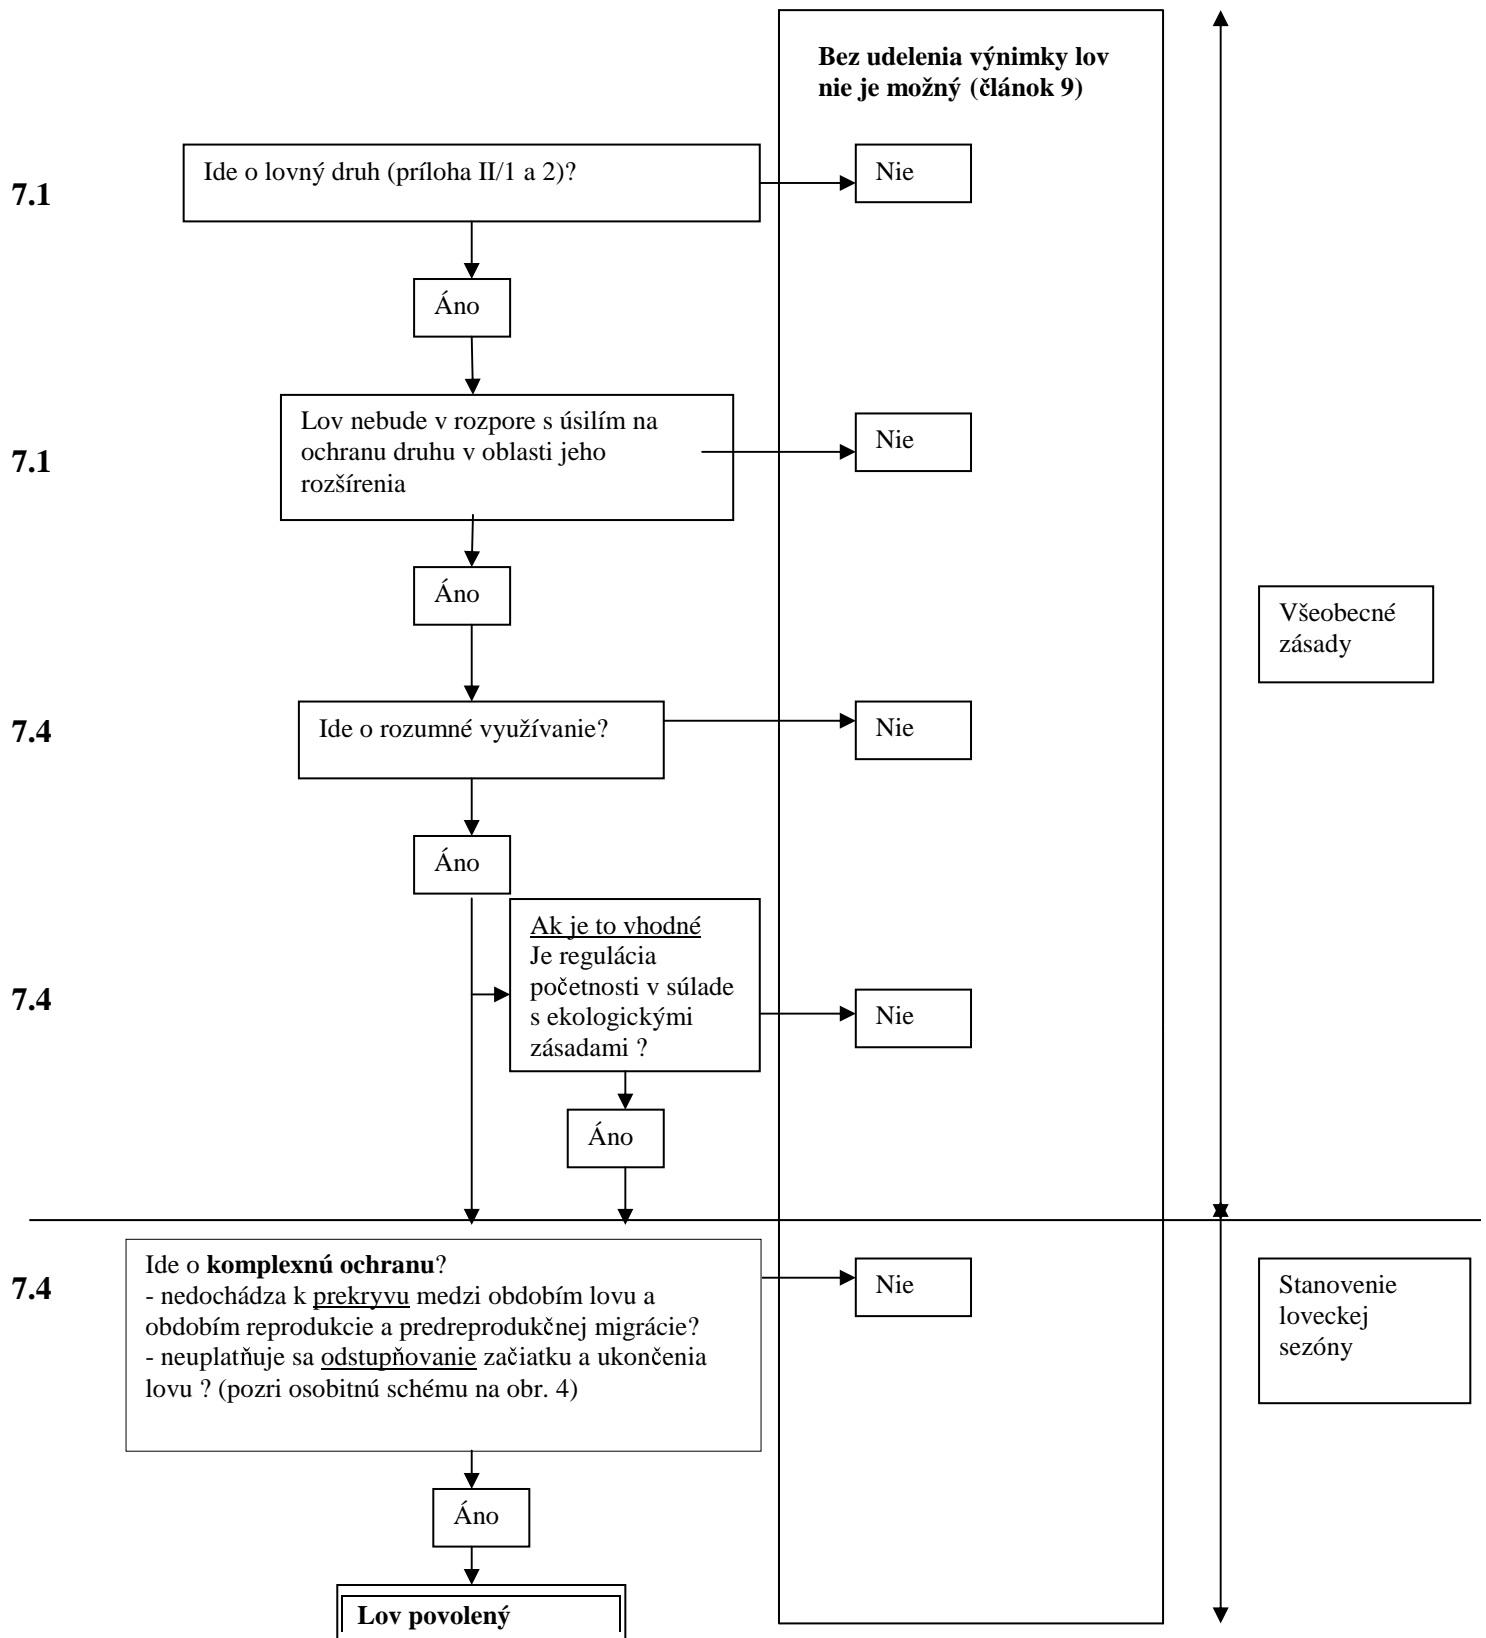 Bez udelenia výnimky lov
nie je možný (článok 9)
7.1
Ide o lovný druh (príloha II/1 a 2)?
Nie
Áno
7.1
Lov nebude v rozpore s úsilím na
ochranu druhu v oblasti jeho
rozšírenia
Nie
Áno
Všeobecné
zásady
7.4
Ide o rozumné využívanie?
Nie
Áno
7.4
Ak je to vhodné
Je regulácia
početnosti v súlade
s ekologickými
zásadami ?
Nie
Áno
7.4
Ide o komplexnú ochranu?
- nedochádza k prekryvu medzi obdobím lovu a
obdobím reprodukcie a predreprodukčnej migrácie?
- neuplatňuje sa odstupňovanie začiatku a ukončenia
lovu ? (pozri osobitnú schému na obr. 4)
Nie
Stanovenie
loveckej
sezóny
Áno
Lov povolený